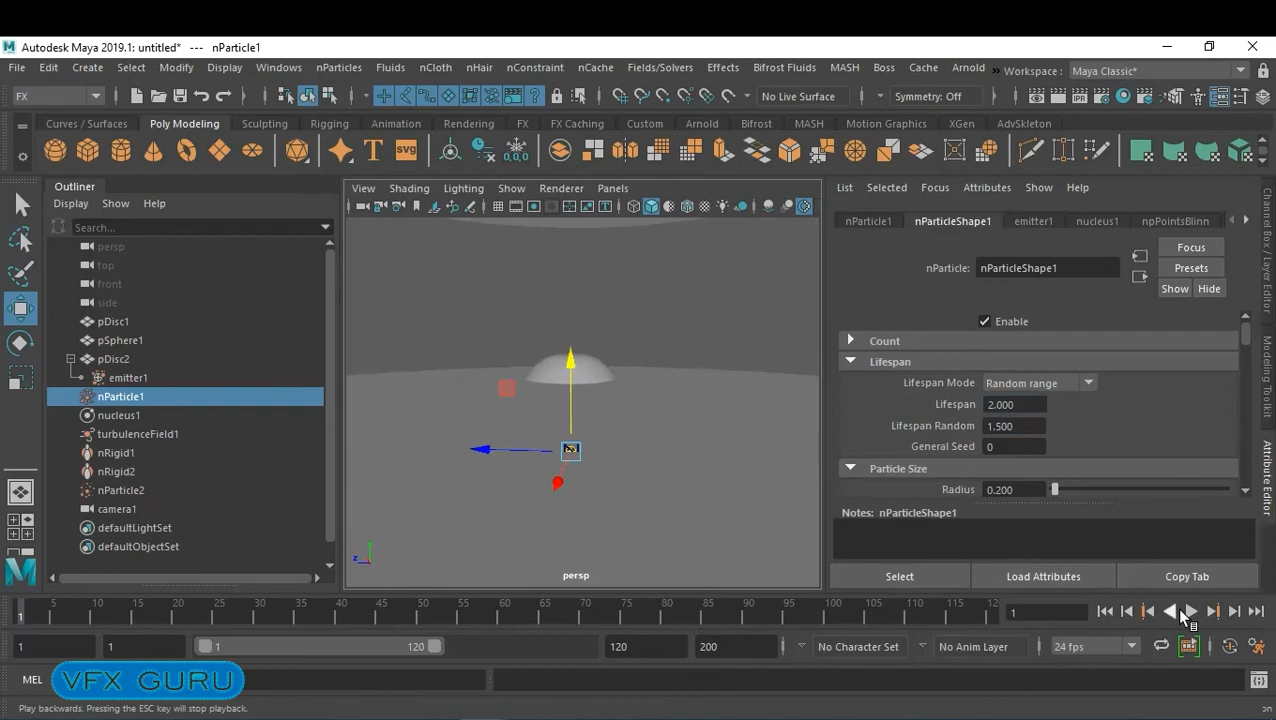 Autodesk Maya 2019.1: untitled* --- nParticle1
File Edit Create Select Modify Display Windows nParticles Fluids nCloth nHair nConstraint nCache Fields/Solvers Effects Bifrost Fluids MASH Boss Cache Arnold » Workspace: Maya Classic*
FX No Live Surface Symmetry: Off
Curves / Surfaces Poly Modeling Sculpting Rigging Animation Rendering FX FX Caching Custom Arnold Bifrost MASH Motion Graphics XGen AdvSkeleton
T svg 0,0,0
Outliner
Display Show Help
Search...
persp
top
front
side
pDisc1
pSphere1
pDisc2
emitter1
nParticle1
nucleus1
turbulenceField1
nRigid1
nRigid2
nParticle2
camera1
defaultLightSet
defaultObjectSet
View Shading Lighting Show Renderer Panels
y
z
persp
List Selected Focus Attributes Show Help
nParticle1 nParticleShape1 emitter1 nucleus1 npPointsBlinn
nParticle: nParticleShape1
Focus
Presets
Show Hide
Enable
Count
Lifespan
Lifespan Mode Random range
Lifespan 2.000
Lifespan Random 1.500
General Seed 0
Particle Size
Radius 0.200
Notes: nParticleShape1
Select Load Attributes Copy Tab
Channel Box / Layer Editor
Modeling Toolkit
Attribute Editor
1 5 10 15 20 25 30 35 40 45 50 55 60 65 70 75 80 85 90 95 100 105 110 115 12 1
1 1 1 120 120 200 No Character Set No Anim Layer 24 fps
MEL VFX GURU
Play backwards. Pressing the ESC key will stop playback. on